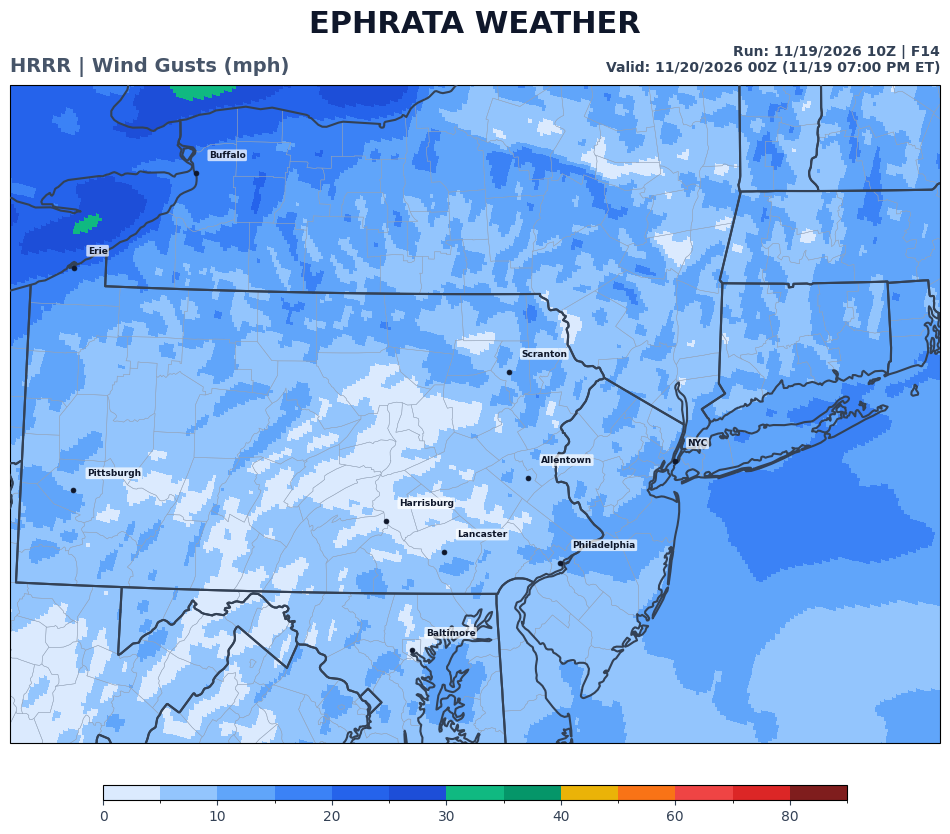 EPHRATA WEATHER
HRRR | Wind Gusts (mph)
Run: 11/19/2026 10Z | F14
Valid: 11/20/2026 00Z (11/19 07:00 PM ET)
Buffalo
Erie
Scranton
NYC
Allentown
Pittsburgh
Harrisburg
Lancaster
Philadelphia
Baltimore
0 10 20 30 40 50 60 70 80